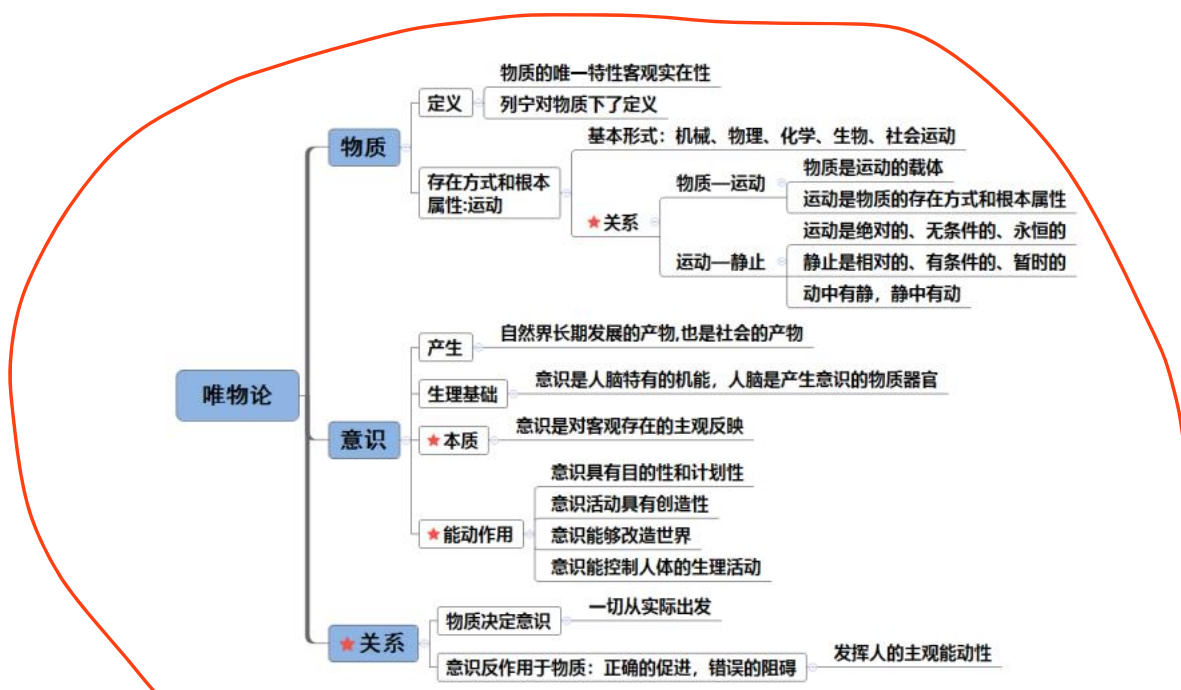 物质的唯一特性客观实在性
定义
列宁对物质下了定义
物质
基本形式：机械、物理、化学、生物、社会运动
存在方式和根本
属性:运动
物质是运动的载体
物质—运动
运动是物质的存在方式和根本属性
关系
运动是绝对的、无条件的、永恒的
运动—静止
静止是相对的、有条件的、暂时的
动中有静，静中有动
唯物论
自然界长期发展的产物,也是社会的产物
产生
意识是人脑特有的机能，人脑是产生意识的物质器官
生理基础
意识
意识是对客观存在的主观反映
本质
意识具有目的性和计划性
意识活动具有创造性
能动作用
意识能够改造世界
意识能控制人体的生理活动
一切从实际出发
物质决定意识
关系
发挥人的主观能动性
意识反作用于物质：正确的促进，错误的阻碍